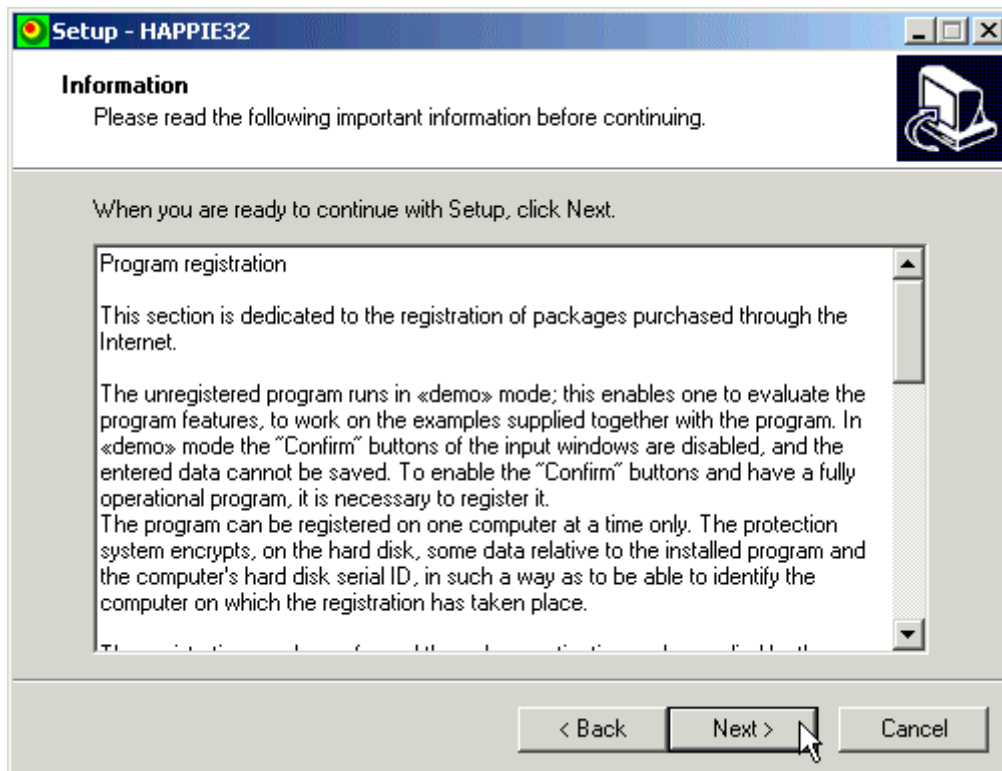 Setup - HAPPIE32
Information
Please read the following important information before continuing.
When you are ready to continue with Setup, click Next.
Program registration
This section is dedicated to the registration of packages purchased through the
Internet.
The unregistered program runs in «demo» mode; this enables one to evaluate the
program features, to work on the examples supplied together with the program. In
«demo» mode the "Confirm" buttons of the input windows are disabled, and the
entered data cannot be saved. To enable the "Confirm" buttons and have a fully
operational program, it is necessary to register it.
The program can be registered on one computer at a time only. The protection
system encrypts, on the hard disk, some data relative to the installed program and
the computer's hard disk serial ID, in such a way as to be able to identify the
computer on which the registration has taken place.
< Back
Next >
Cancel